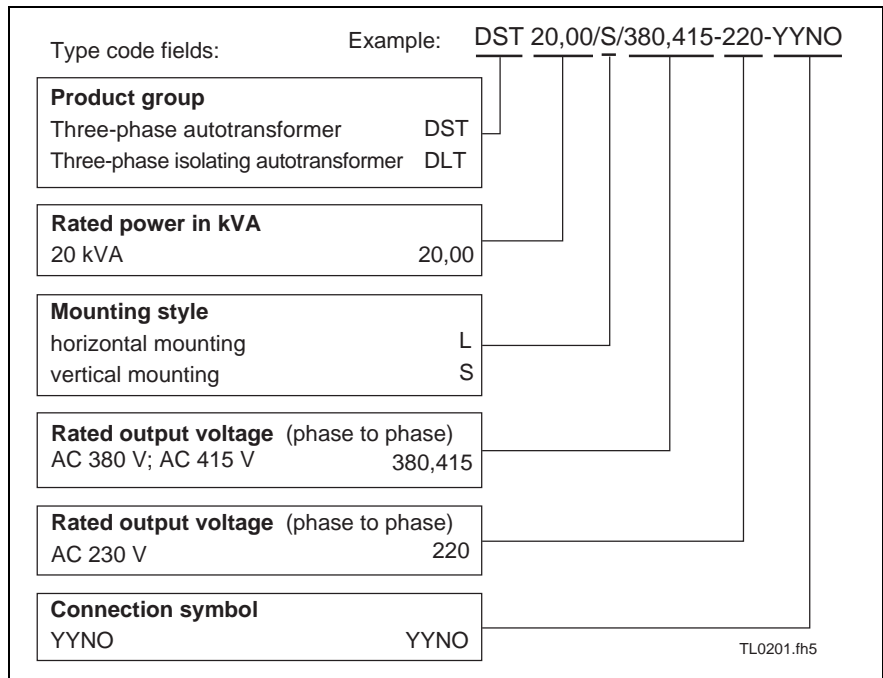 Type code fields: Example: DST 20,00/S/380,415-220-YYNO
Product group
Three-phase autotransformer DST
Three-phase isolating autotransformer DLT
Rated power in kVA
20 kVA 20,00
Mounting style
horizontal mounting L
vertical mounting S
Rated output voltage (phase to phase)
AC 380 V; AC 415 V 380,415
Rated output voltage (phase to phase)
AC 230 V 220
Connection symbol
YYNO YYNO
TL0201.fh5